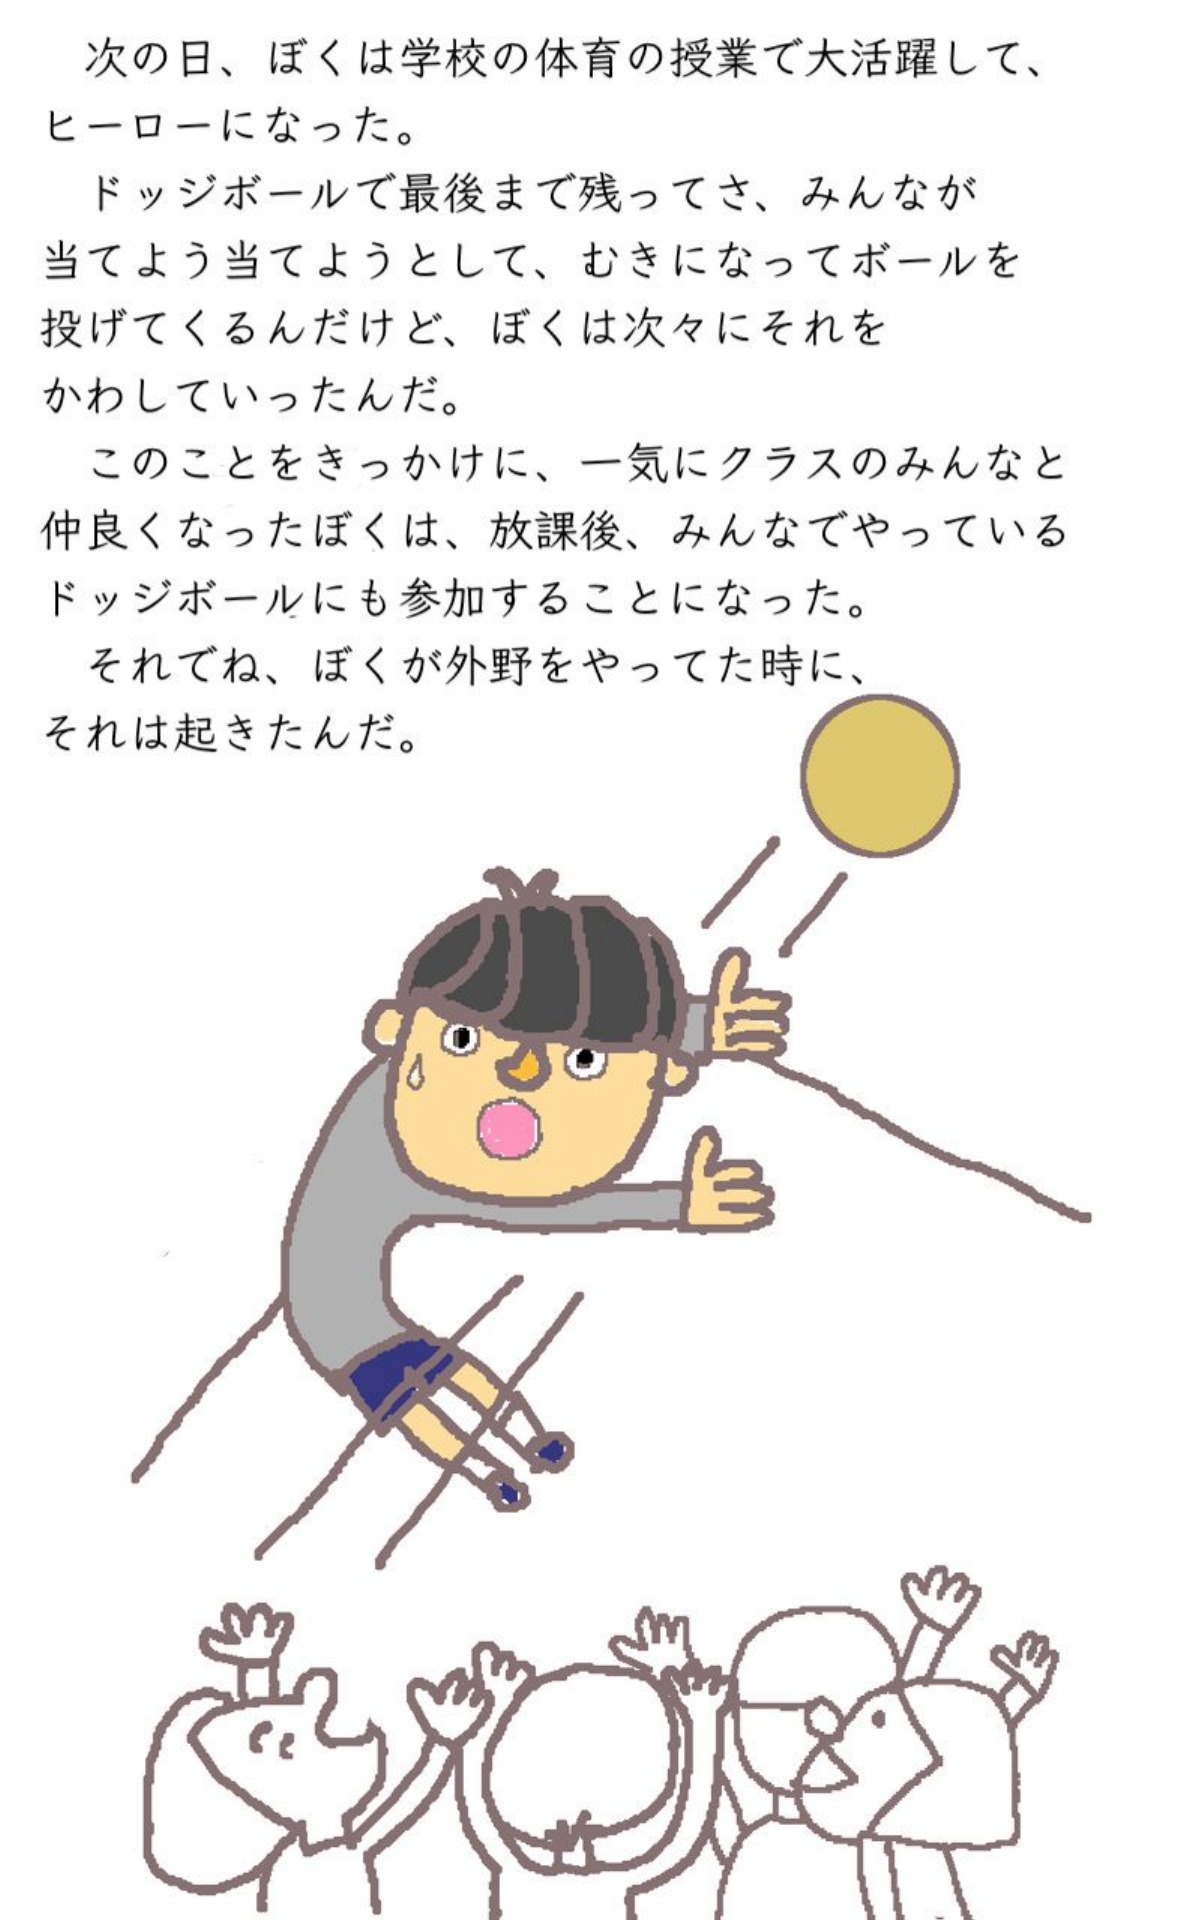 次の日、ぼくは学校の体育の授業で大活躍して、
ヒーローになった。
ドッジボールで最後まで残ってさ、みんなが
当てよう当てようとして、むきになってボールを
投げてくるんだけど、ぼくは次々にそれを
かわしていったんだ。
このことをきっかけに、一気にクラスのみんなと
仲良くなったぼくは、放課後、みんなでやっている
ドッジボールにも参加することになった。
それでね、ぼくが外野をやってた時に、
それは起きたんだ。